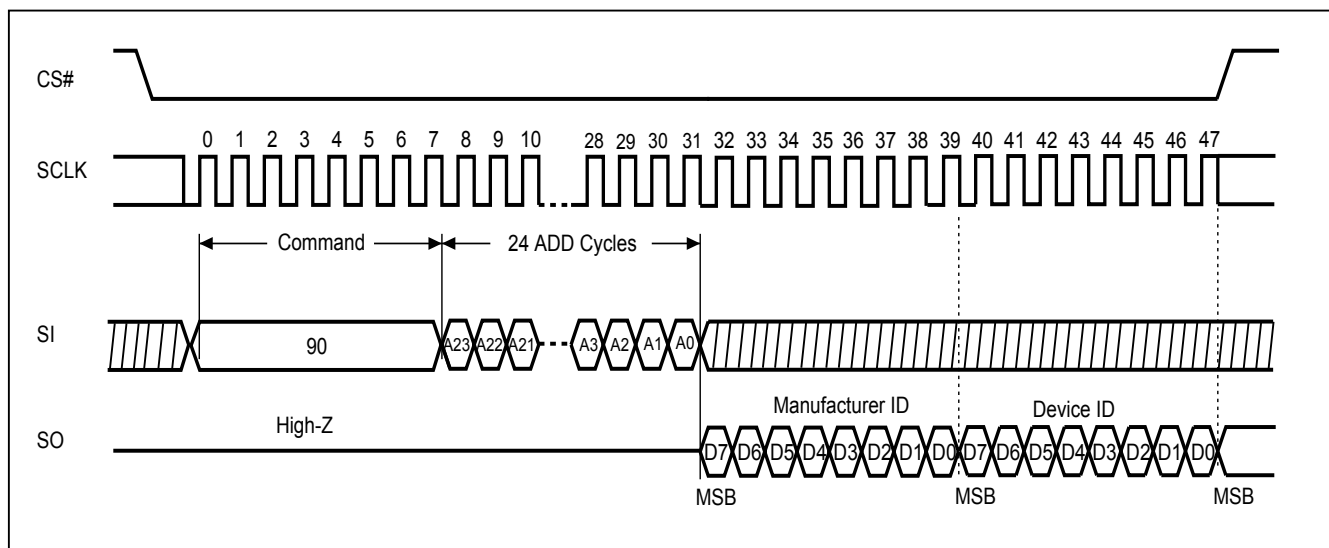 CS#
0 1 2 3 4 5 6 7 8 9 10 28 29 30 31 32 33 34 35 36 37 38 39 40 41 42 43 44 45 46 47
SCLK
Command 24 ADD Cycles
SI 90 A23 A22 A21 A3 A2 A1 A0
Manufacturer ID Device ID
High-Z
SO
D7 D6 D5 D4 D3 D2 D1 D0 D7 D6 D5 D4 D3 D2 D1 D0
MSB MSB MSB